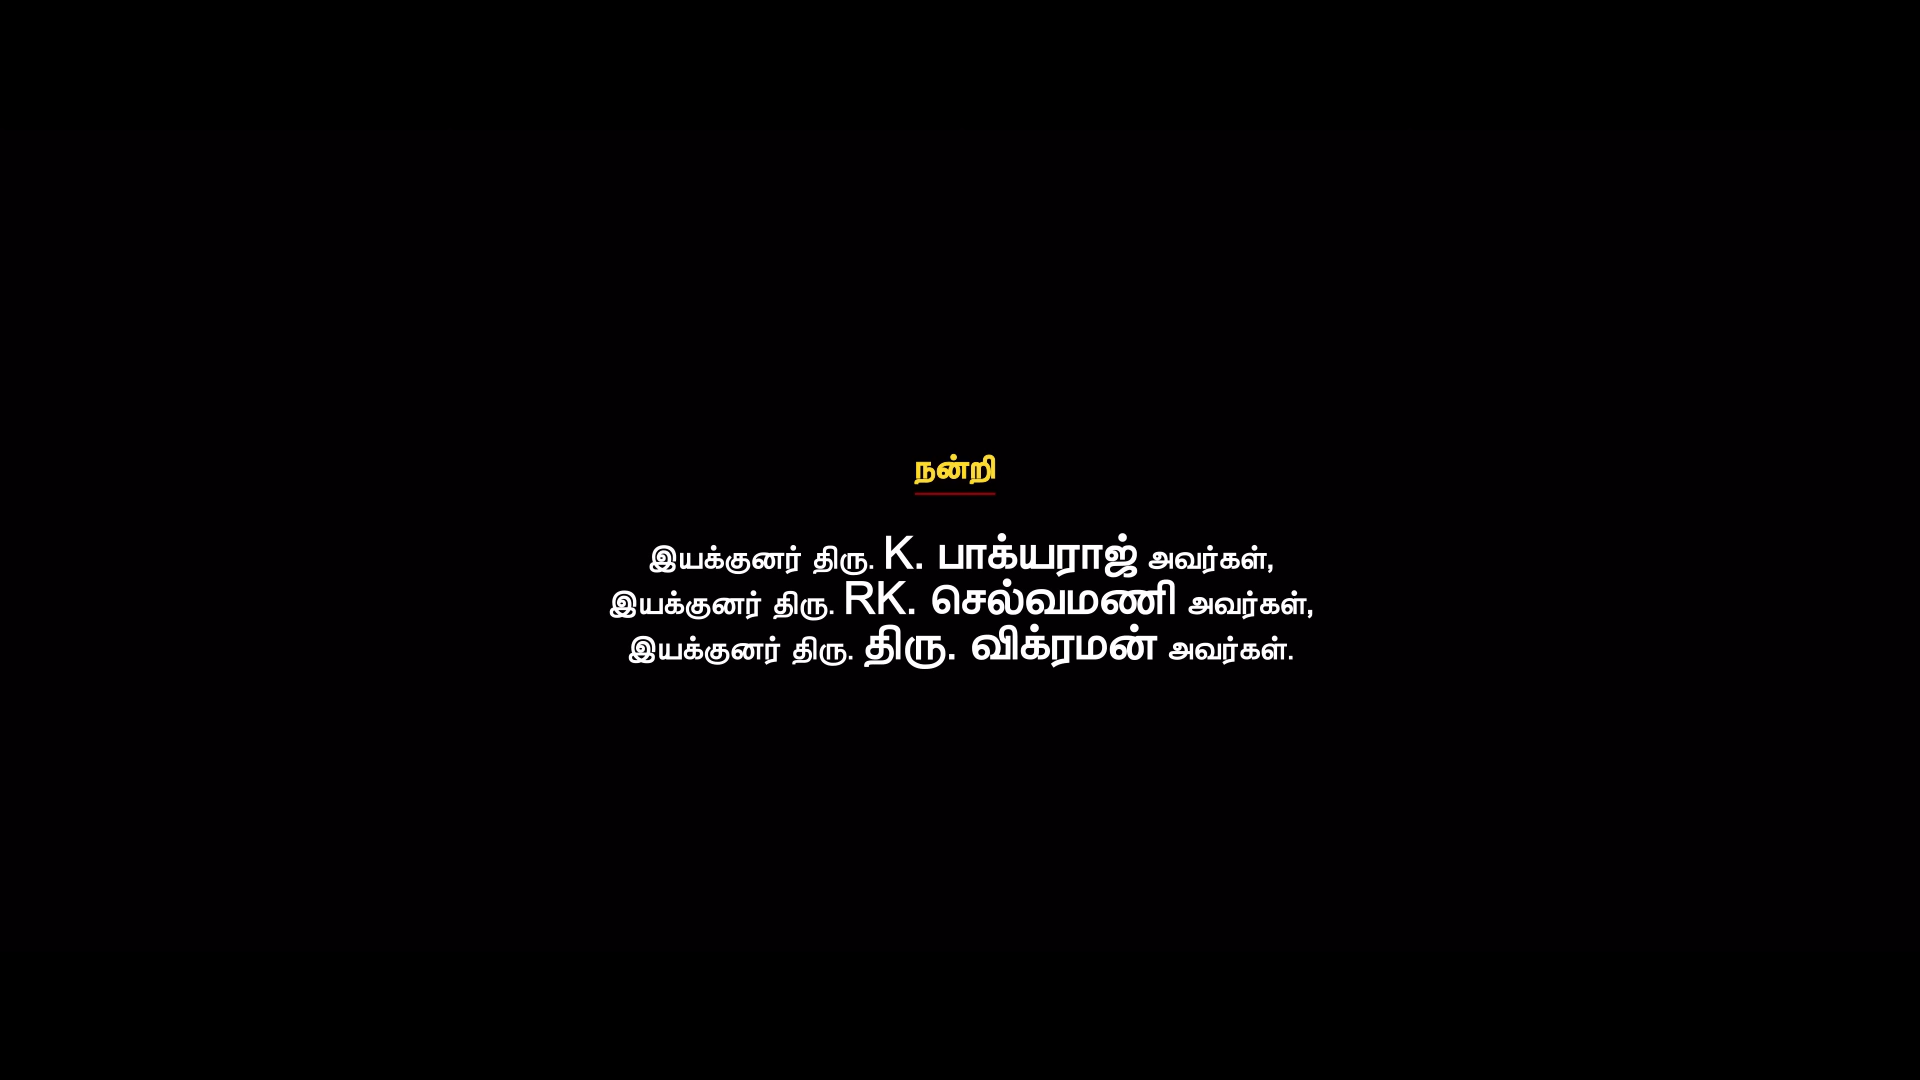 நன்றி
இயக்குனர் திரு. K. பாக்யராஜ் அவர்கள்,
இயக்குனர் திரு. RK. செல்வமணி அவர்கள்,
இயக்குனர் திரு. திரு. விக்ரமன் அவர்கள்.